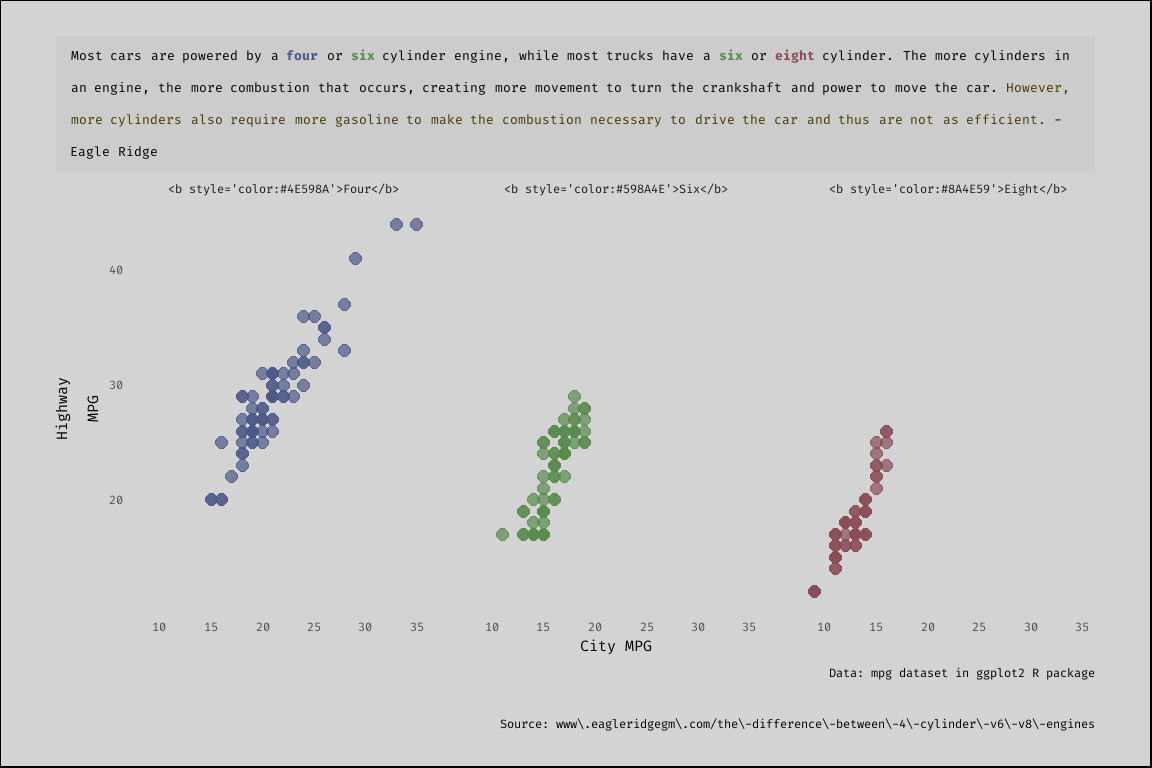 Most cars are powered by a four or six cylinder engine, while most trucks have a six or eight cylinder. The more cylinders in
an engine, the more combustion that occurs, creating more movement to turn the crankshaft and power to move the car. However,
more cylinders also require more gasoline to make the combustion necessary to drive the car and thus are not as efficient. -
Eagle Ridge
<b style='color:#4E598A'>Four</b>
<b style='color:#598A4E'>Six</b>
<b style='color:#8A4E59'>Eight</b>
Highway
MPG
40
30
20
10 15 20 25 30 35
10 15 20 25 30 35
10 15 20 25 30 35
City MPG
Data: mpg dataset in ggplot2 R package
Source: www\.eagleridgegm\.com/the\-difference\-between\-4\-cylinder\-v6\-v8\-engines